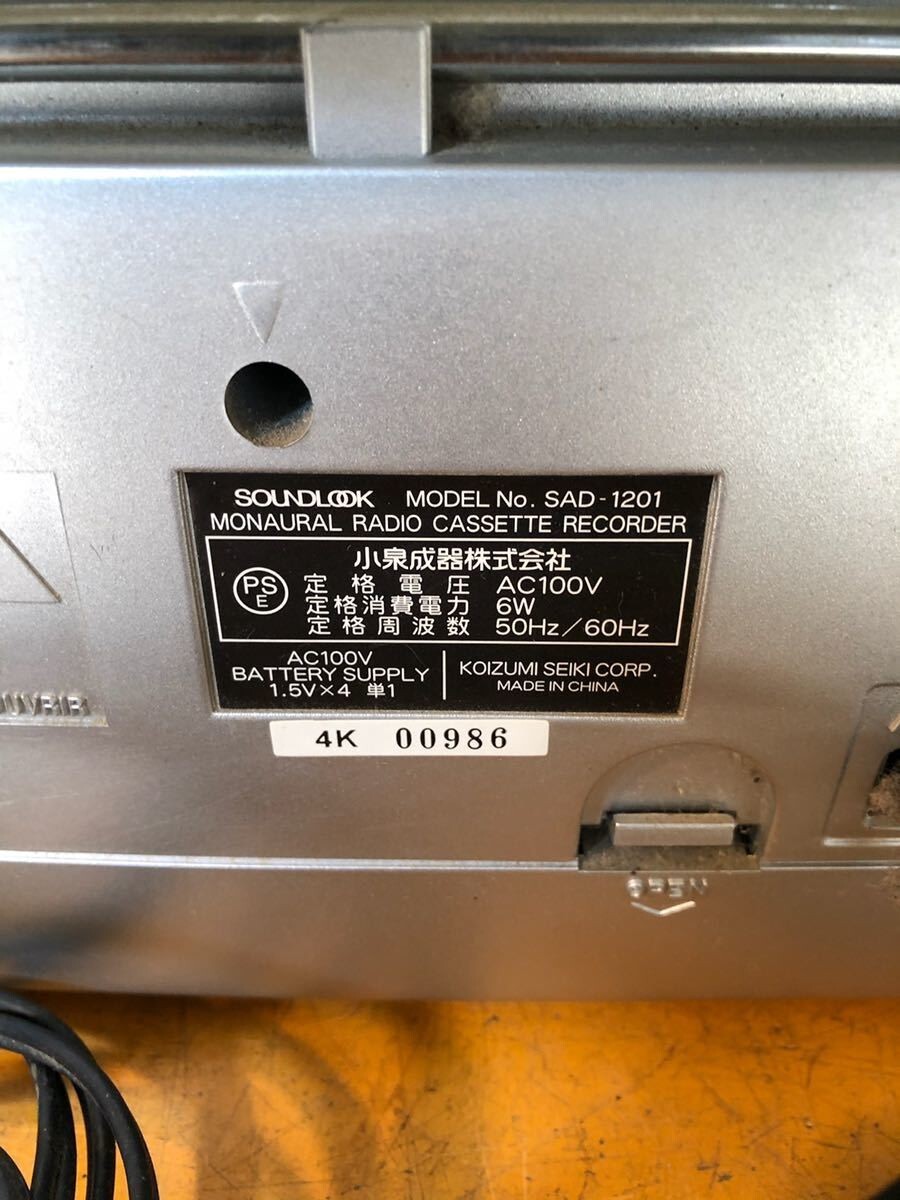 SOUNDLOOK MODEL No. SAD-1201
MONAURAL RADIO CASSETTE RECORDER
小泉成器株式会社
PS E
定格電圧 AC100V
定格消費電力 6W
定格周波数 50Hz/60Hz
AC100V
BATTERY SUPPLY
1.5V×4 単1
KOIZUMI SEIKI CORP.
MADE IN CHINA
4K 00986
OPEN